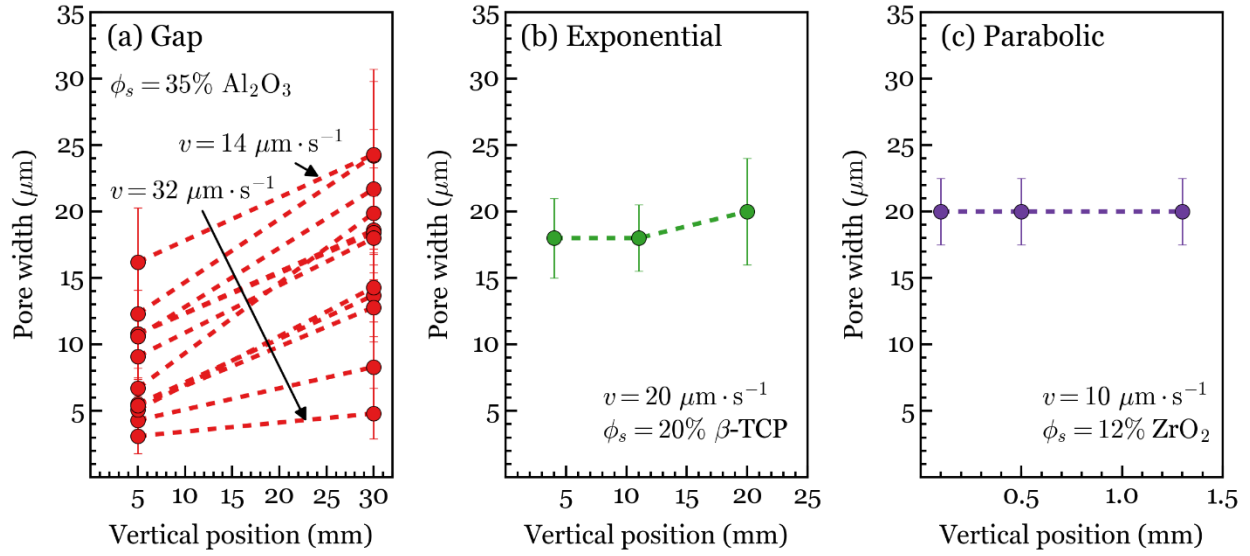 (a) Gap
ϕₛ = 35% Al₂O₃
v = 14 μm · s⁻¹
v = 32 μm · s⁻¹
35
30
25
20
15
10
5
Pore width (μm)
5 10 15 20 25 30
Vertical position (mm)
(b) Exponential
v = 20 μm · s⁻¹
ϕₛ = 20% β-TCP
35
30
25
20
15
10
5
Pore width (μm)
5 10 15 20 25
Vertical position (mm)
(c) Parabolic
v = 10 μm · s⁻¹
ϕₛ = 12% ZrO₂
35
30
25
20
15
10
5
Pore width (μm)
0.5 1.0 1.5
Vertical position (mm)